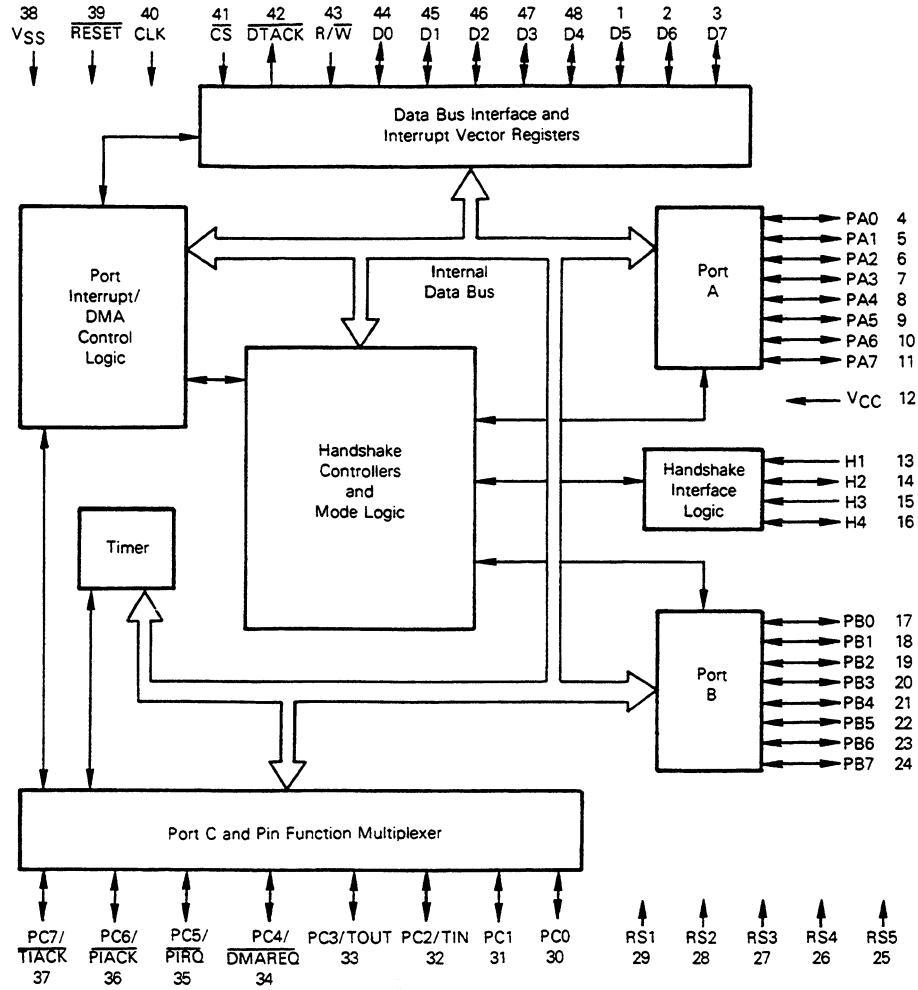 38 39 40 41 42 43 44 45 46 47 48 1 2 3
VSS RESET CLK CS DTACK R/W D0 D1 D2 D3 D4 D5 D6 D7
Data Bus Interface and
Interrupt Vector Registers
Port
Interrupt/
DMA
Control
Logic
Internal
Data Bus
Port
A
PA0 4
PA1 5
PA2 6
PA3 7
PA4 8
PA5 9
PA6 10
PA7 11
VCC 12
Handshake
Controllers
and
Mode Logic
Handshake
Interface
Logic
H1 13
H2 14
H3 15
H4 16
Timer
Port
B
PB0 17
PB1 18
PB2 19
PB3 20
PB4 21
PB5 22
PB6 23
PB7 24
Port C and Pin Function Multiplexer
PC7/ PC6/ PC5/ PC4/ PC3/TOUT PC2/TIN PC1 PC0 RS1 RS2 RS3 RS4 RS5
TIACK PIACK PIRQ DMAREQ 33 32 31 30 29 28 27 26 25
37 36 35 34